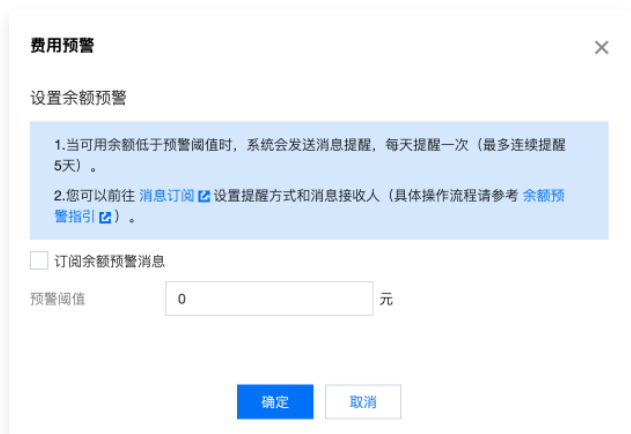 费用预警
设置余额预警
1.当可用余额低于预警阈值时，系统会发送消息提醒，每天提醒一次（最多连续提醒
5天）。
2.您可以前往 消息订阅 设置提醒方式和消息接收人（具体操作流程请参考 余额预
警指引 ）。
订阅余额预警消息
预警阈值 0 元
确定 取消